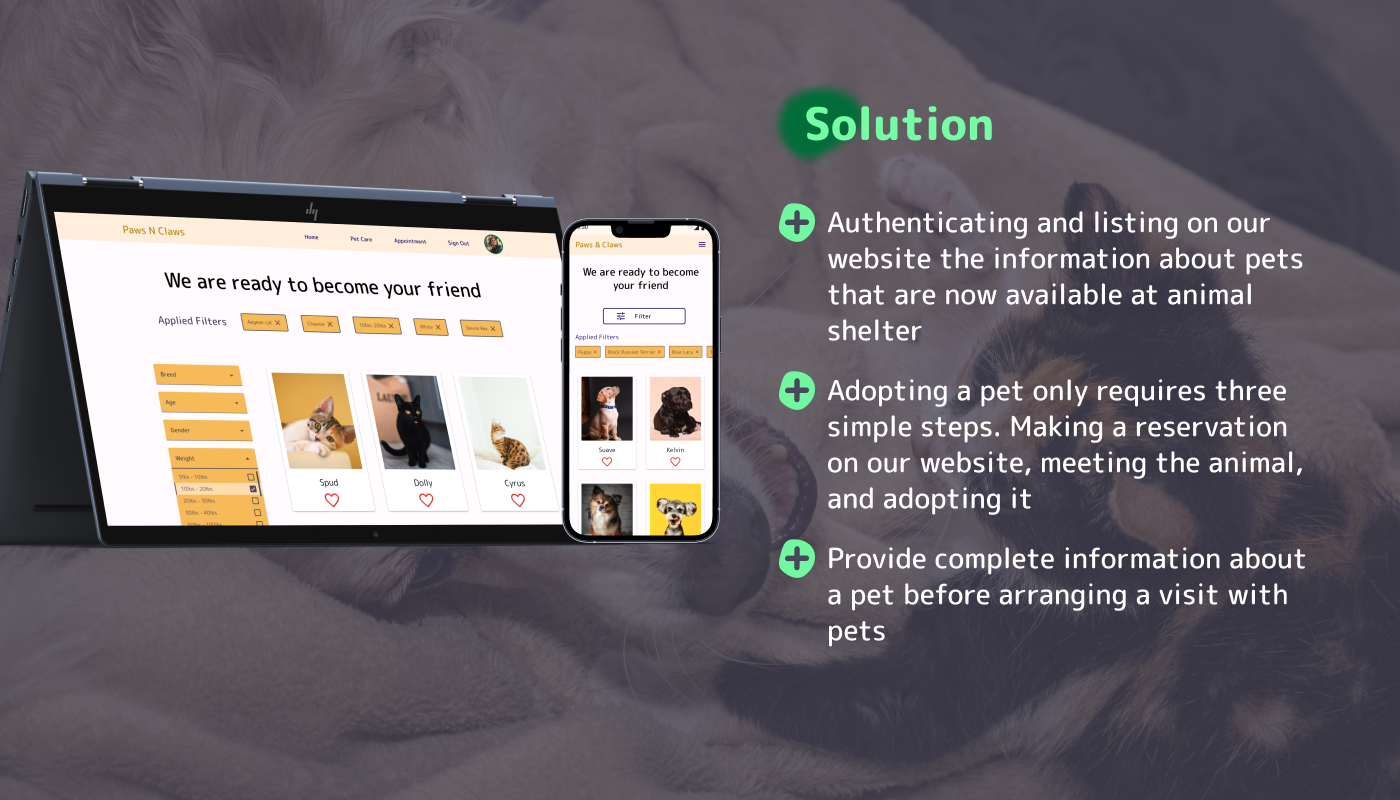 Solution
Authenticating and listing on our
website the information about pets
that are now available at animal
shelter
Adopting a pet only requires three
simple steps. Making a reservation
on our website, meeting the animal,
and adopting it
Provide complete information about
a pet before arranging a visit with
pets
hp
Paws N Claws
Home
Pet Care
Appointment
Sign Out
We are ready to become your friend
Applied Filters
Aegean cat
Chausie
10lbs-20lbs
White
Devon Rex
Breed
Age
Gender
Weight
5lbs - 10lbs
10lbs - 20lbs
20lbs - 30lbs
30lbs - 40lbs
Spud
Dolly
Cyrus
Paws & Claws
We are ready to become
your friend
Filter
Applied Filters
Puppy
Black Russian Terrier
Blue Lacy
Suave
Kelvin